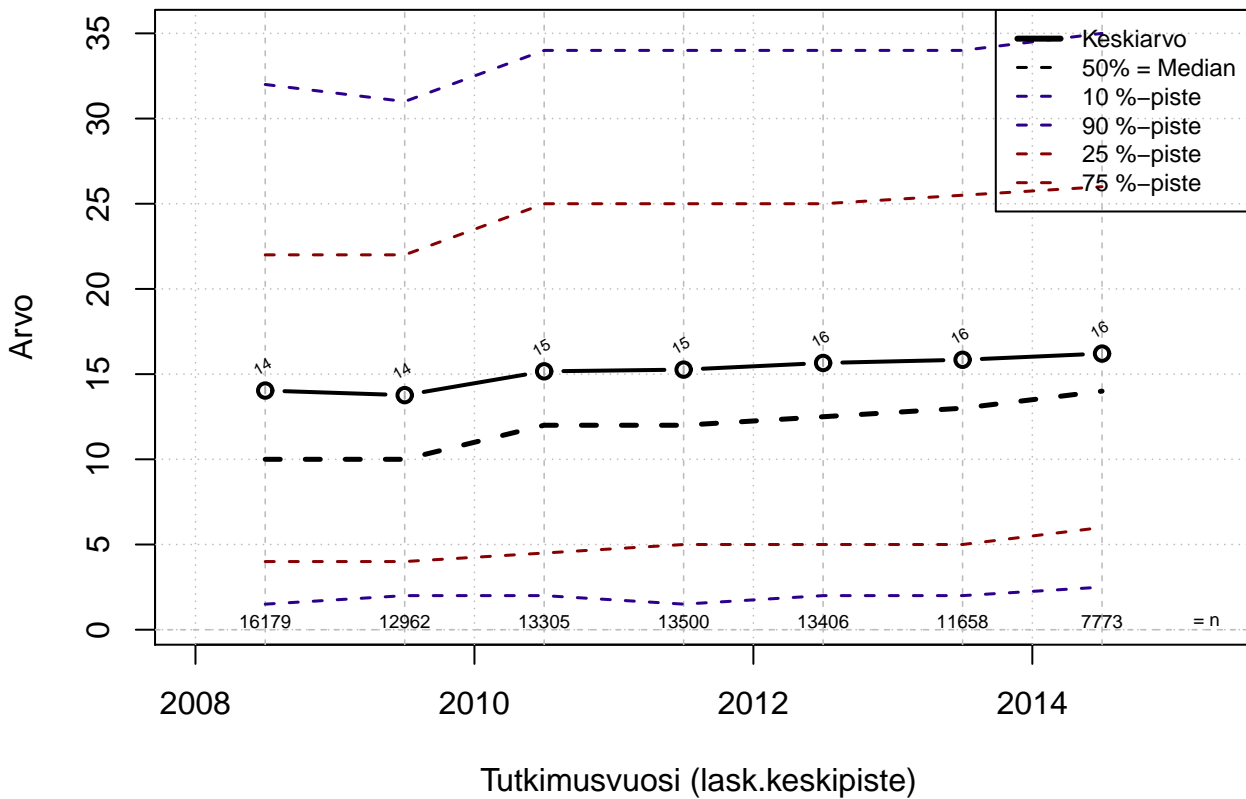 35
30
25
20
15
10
5
0
Arvo
Keskiarvo
50% = Median
10 %−piste
90 %−piste
25 %−piste
75 %−piste
14 14 15 15 16 16 16
16179 12962 13305 13500 13406 11658 7773 = n
2008 2010 2012 2014
Tutkimusvuosi (lask.keskipiste)